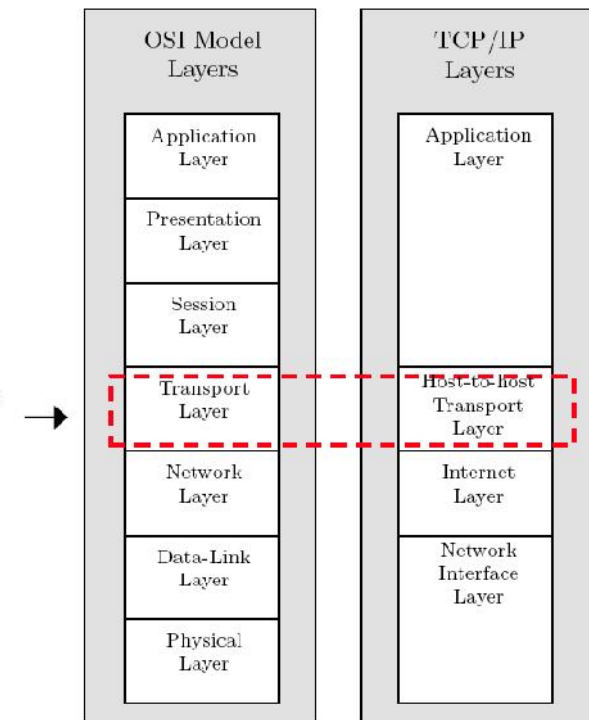 OSI Model
Layers
Application
Layer
Presentation
Layer
Session
Layer
Transport
Layer
Network
Layer
Data-Link
Layer
Physical
Layer
TCP/IP
Layers
Application
Layer
Host-to-host
Transport
Layer
Internet
Layer
Network
Interface
Layer